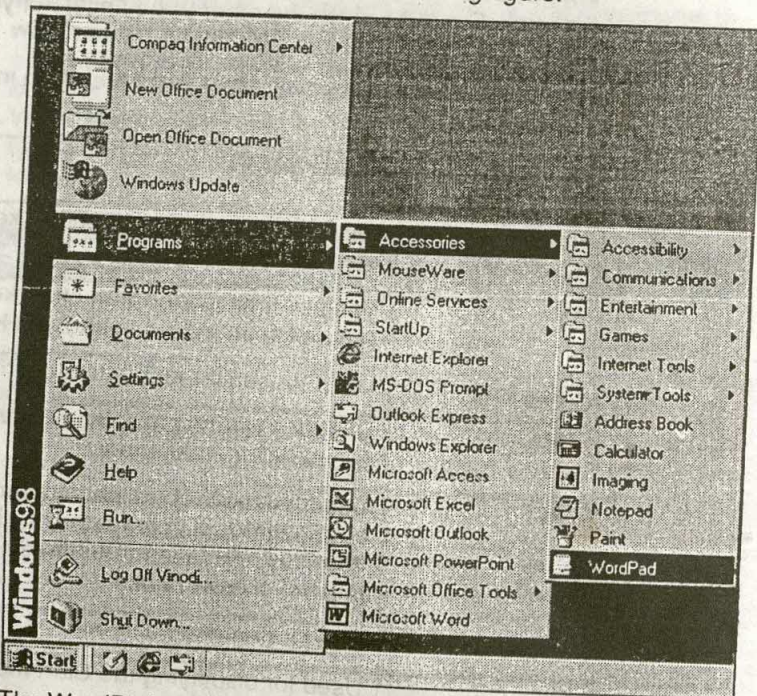 Compaq Information Center
New Office Document
Open Office Document
Windows Update
Programs
Favorites
Documents
Settings
Find
Help
Run...
Log Off Vinodi...
Shut Down...
Windows98
Start
Accessories
MouseWare
Online Services
StartUp
Internet Explorer
MS-DOS Prompt
Outlook Express
Windows Explorer
Microsoft Access
Microsoft Excel
Microsoft Outlook
Microsoft PowerPoint
Microsoft Office Tools
Microsoft Word
Accessibility
Communications
Entertainment
Games
Internet Tools
System Tools
Address Book
Calculator
Imaging
Notepad
Paint
WordPad
The